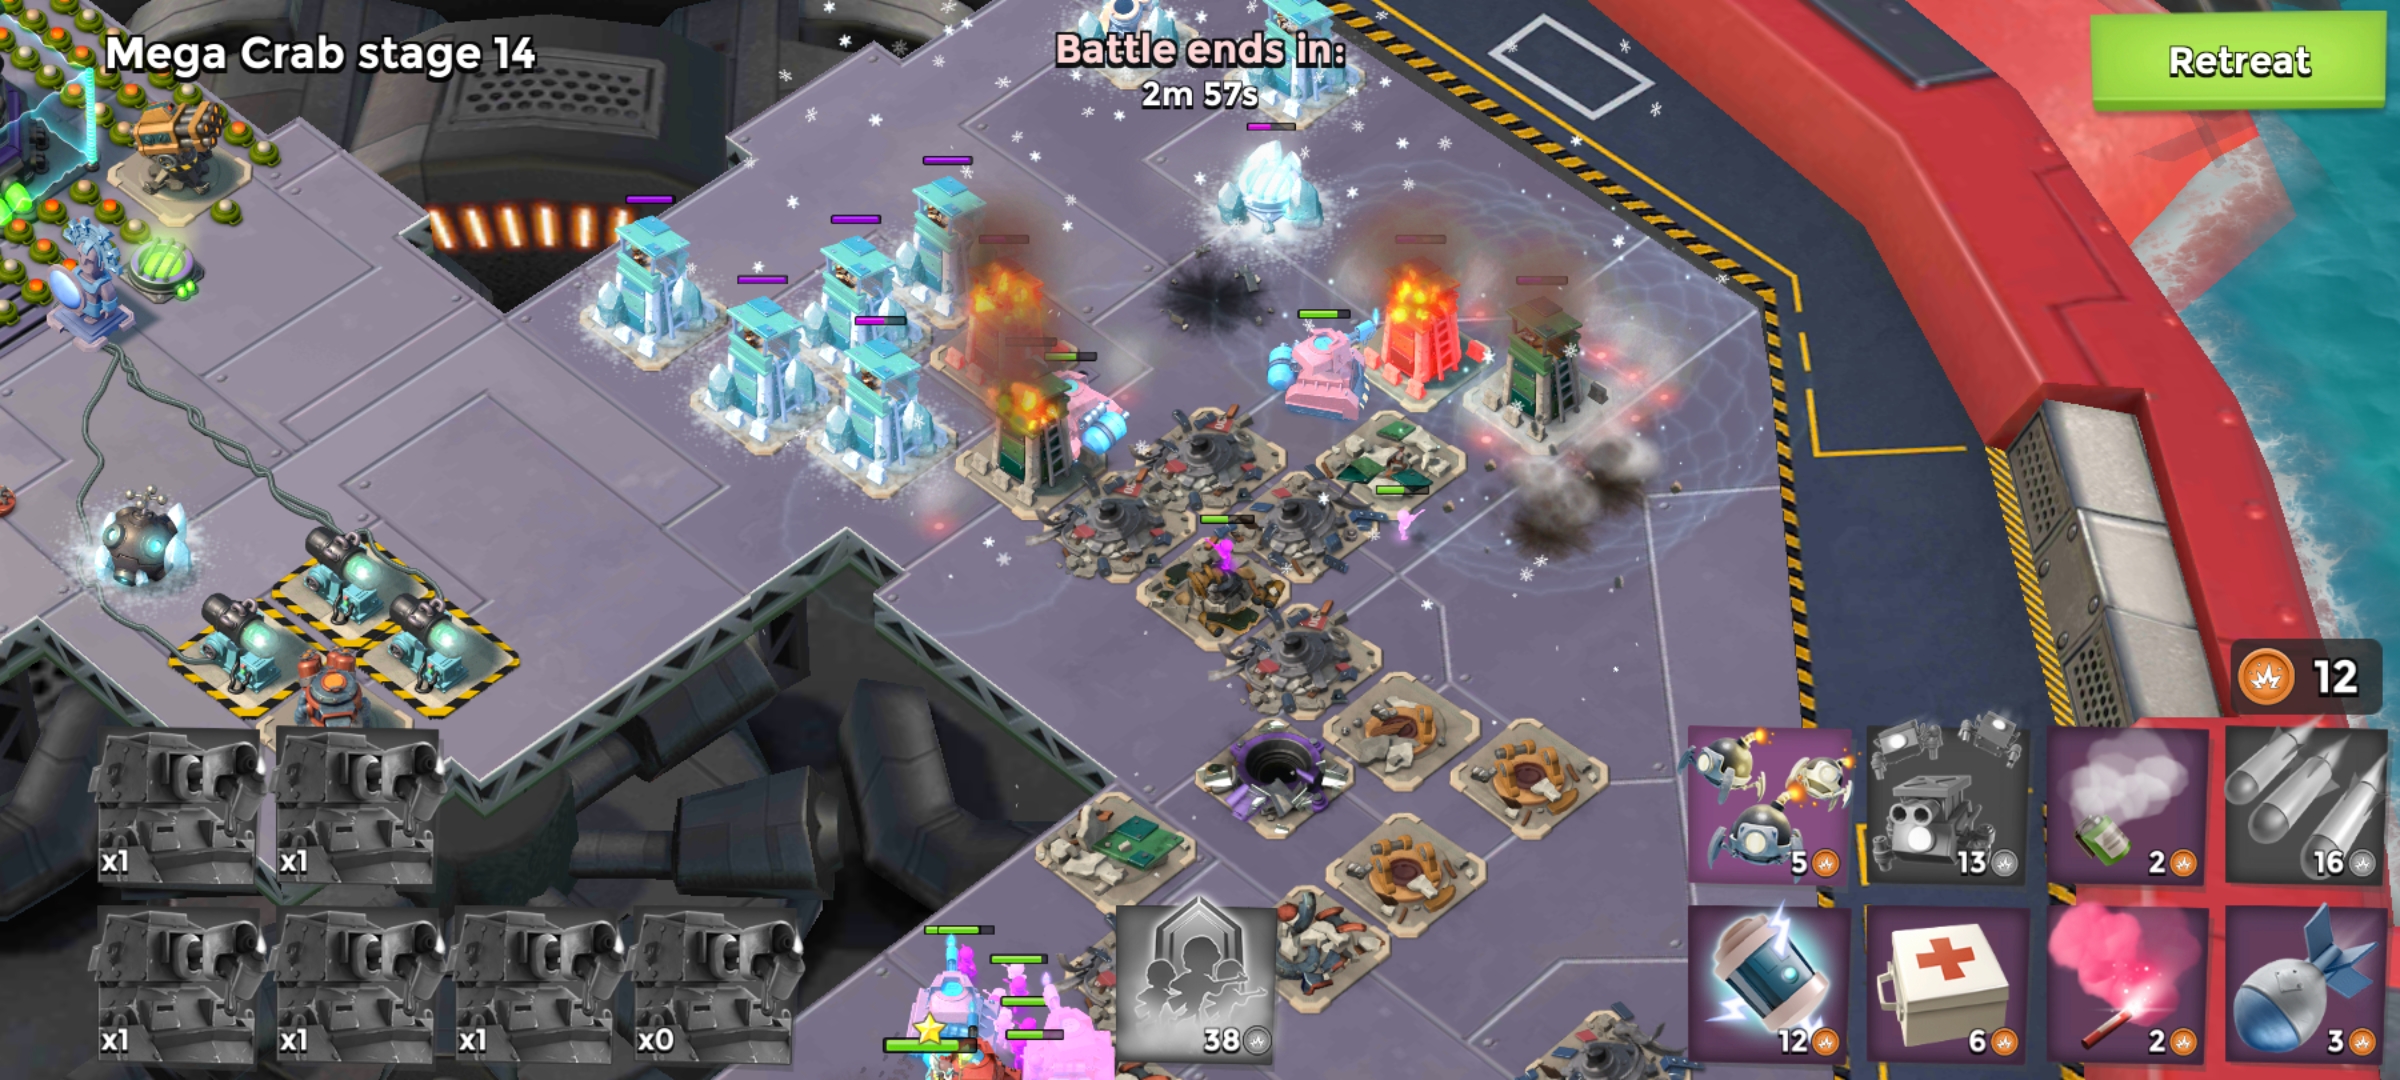 Mega Crab stage 14
Battle ends in:
2m 57s
Retreat
12
x1
x1
5
13
2
16
x1
x1
x1
x0
38
12
6
2
3